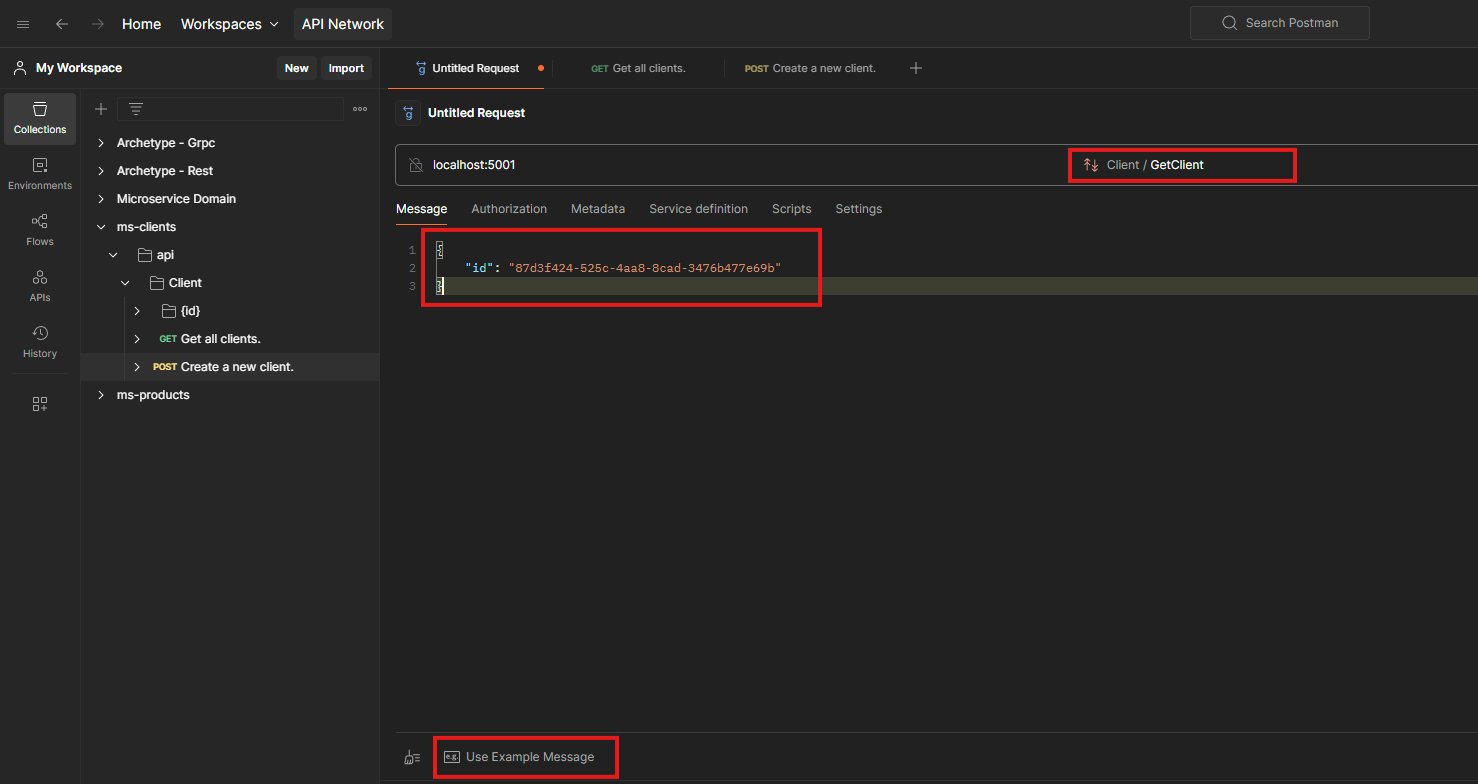 Home Workspaces API Network Search Postman
My Workspace New Import
Untitled Request GET Get all clients. POST Create a new client.
Collections
Environments
Flows
APIs
History
Archetype - Grpc
Archetype - Rest
Microservice Domain
ms-clients
api
Client
{id}
GET Get all clients.
POST Create a new client.
ms-products
Untitled Request
localhost:5001 Client / GetClient
Message Authorization Metadata Service definition Scripts Settings
1 {
2 "id": "87d3f424-525c-4aa8-8cad-3476b477e69b"
3 }
e.g. Use Example Message